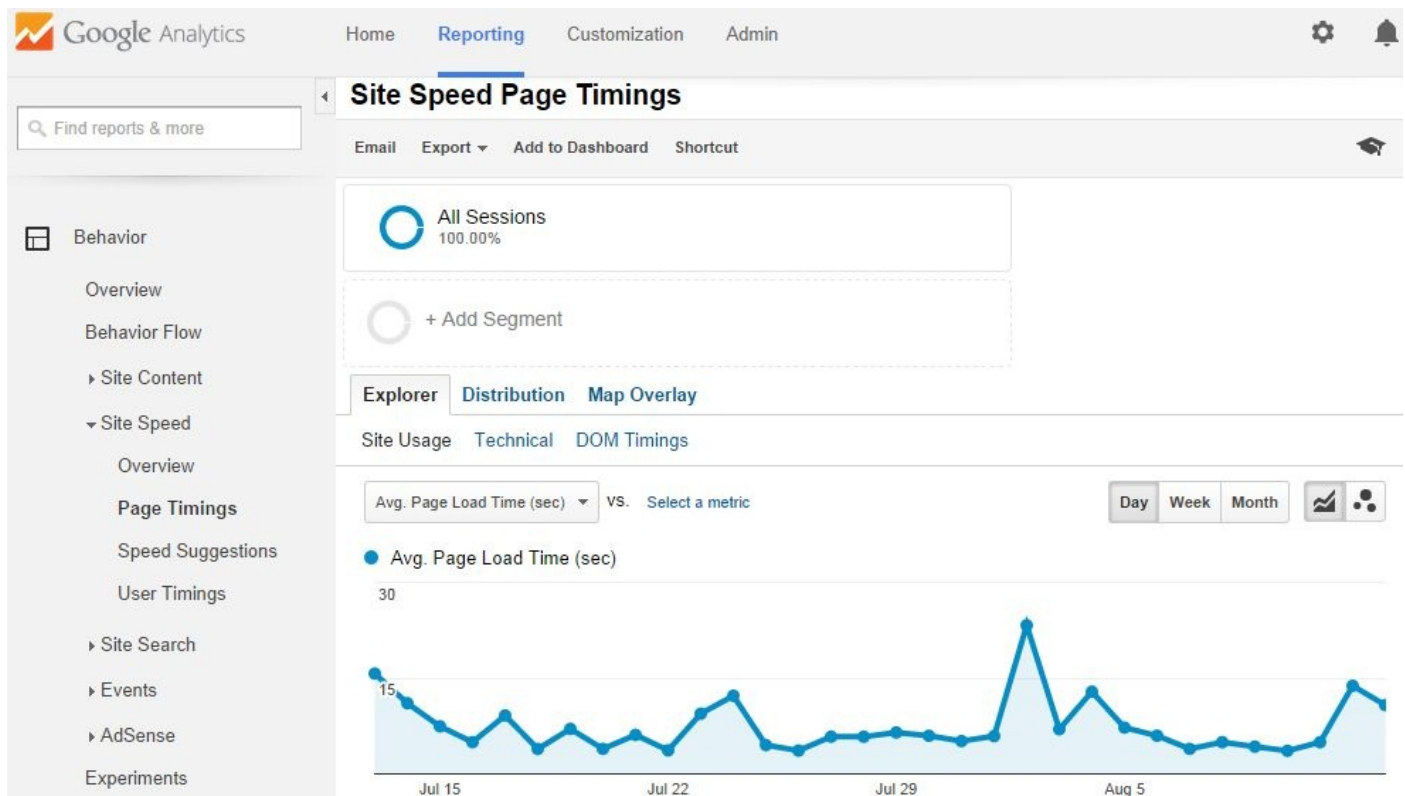 Google Analytics
Home Reporting Customization Admin
Find reports & more
Behavior
Overview
Behavior Flow
Site Content
Site Speed
Overview
Page Timings
Speed Suggestions
User Timings
Site Search
Events
AdSense
Experiments
Site Speed Page Timings
Email Export Add to Dashboard Shortcut
All Sessions
100.00%
+ Add Segment
Explorer Distribution Map Overlay
Site Usage Technical DOM Timings
Avg. Page Load Time (sec) VS. Select a metric Day Week Month
Avg. Page Load Time (sec)
30
15
Jul 15 Jul 22 Jul 29 Aug 5